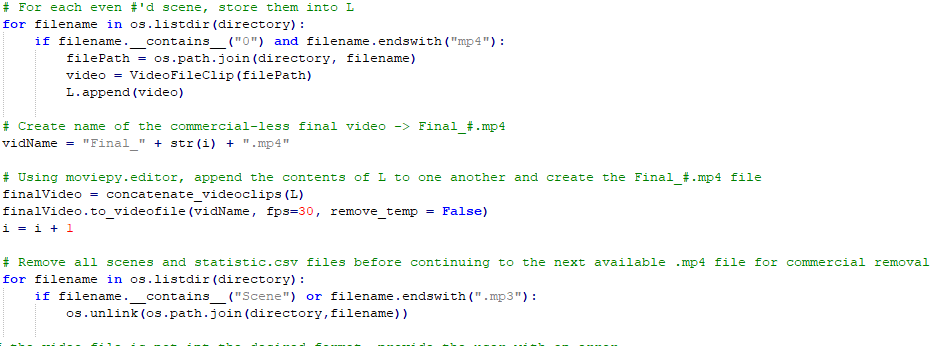 # For each even #'d scene, store them into L
for filename in os.listdir(directory):
    if filename.__contains__("0") and filename.endswith("mp4"):
        filePath = os.path.join(directory, filename)
        video = VideoFileClip(filePath)
        L.append(video)

# Create name of the commercial-less final video -> Final_#.mp4
vidName = "Final_" + str(i) + ".mp4"

# Using moviepy.editor, append the contents of L to one another and create the Final_#.mp4 file
finalVideo = concatenate_videoclips(L)
finalVideo.to_videofile(vidName, fps=30, remove_temp = False)
i = i + 1

# Remove all scenes and statistic.csv files before continuing to the next available .mp4 file for commercial removal
for filename in os.listdir(directory):
    if filename.__contains__("Scene") or filename.endswith(".mp3"):
        os.unlink(os.path.join(directory,filename))